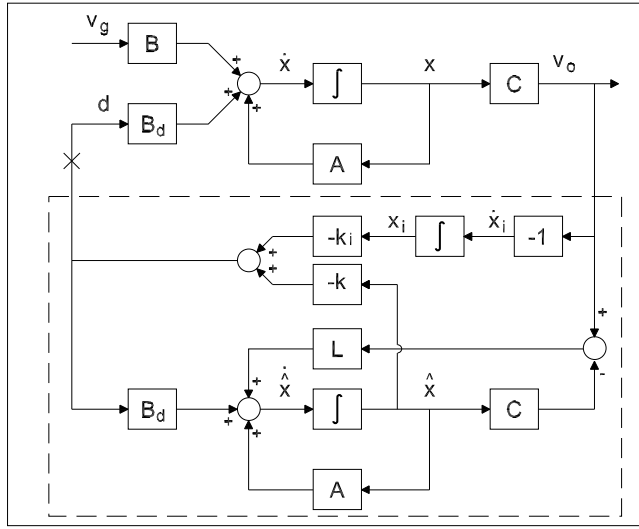 v_g B ẋ ∫ x C v_o
+ + +
d B_d A
-k_i x_i ∫ ẋ_i -1
+ +
-k
L + -
+ + +
B_d x̂̇ ∫ x̂ C
A